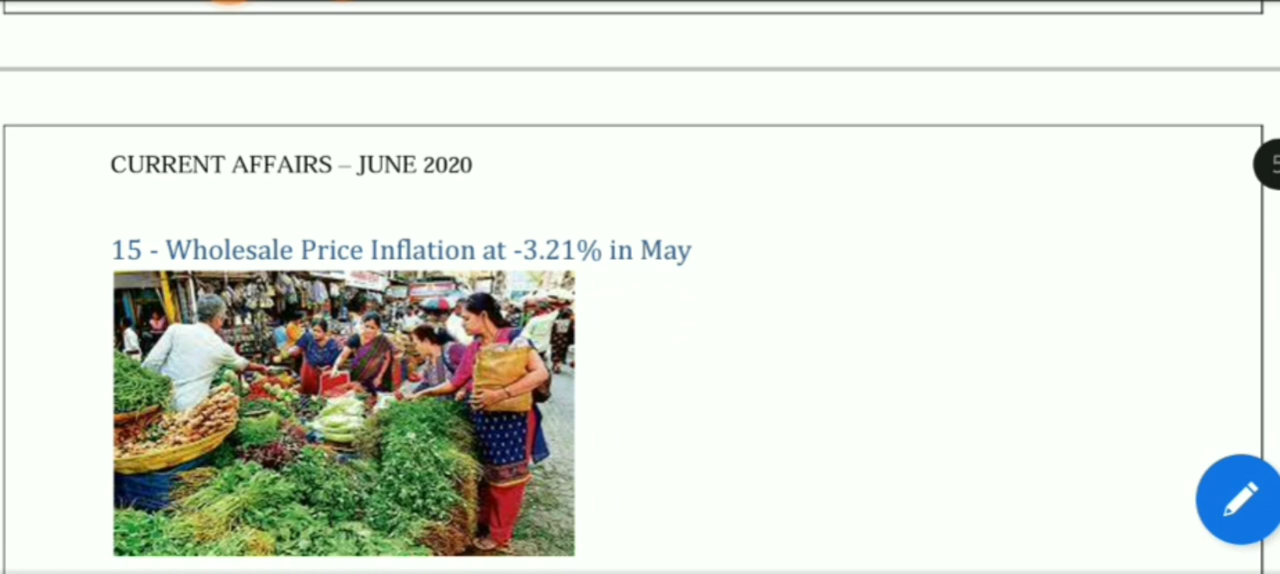 CURRENT AFFAIRS – JUNE 2020
15 - Wholesale Price Inflation at -3.21% in May